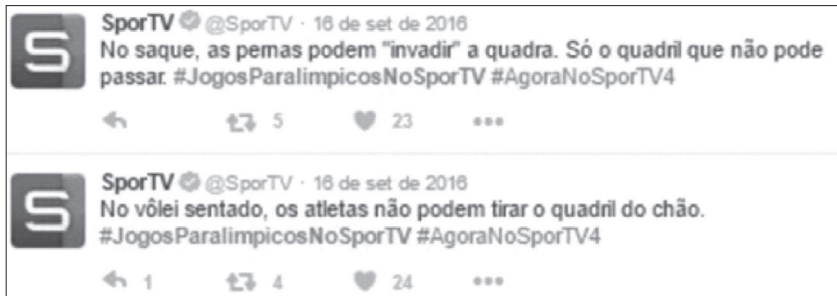 SporTV @SporTV · 16 de set de 2016
No saque, as pernas podem "invadir" a quadra. Só o quadril que não pode
passar. #JogosParalimpicosNoSporTV #AgoraNoSporTV4
5 23
SporTV @SporTV · 16 de set de 2016
No vôlei sentado, os atletas não podem tirar o quadril do chão.
#JogosParalimpicosNoSporTV #AgoraNoSporTV4
1 4 24